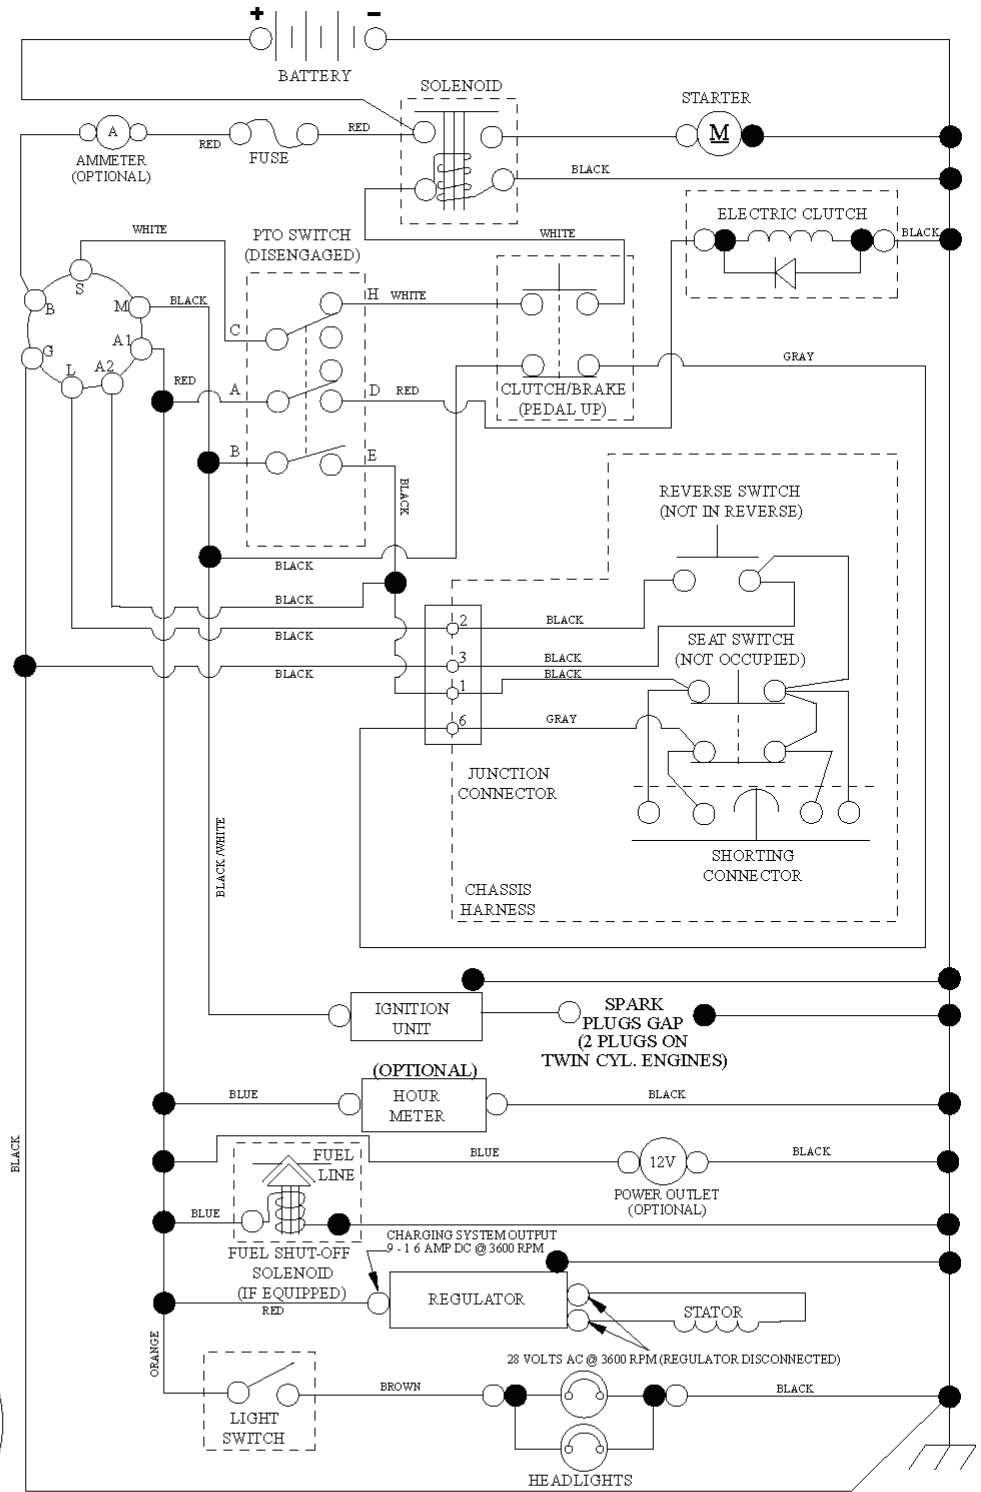 + −
BATTERY
SOLENOID
STARTER
A
M
RED
FUSE
RED
AMMETER
(OPTIONAL)
BLACK
ELECTRIC CLUTCH
BLACK
WHITE
PTO SWITCH
(DISENGAGED)
WHITE
S
B
M
BLACK
H
WHITE
C
G
A1
L
A2
RED
A
D
RED
GRAY
CLUTCH/BRAKE
(PEDAL UP)
B
E
BLACK
REVERSE SWITCH
(NOT IN REVERSE)
BLACK
BLACK
2
BLACK
BLACK
SEAT SWITCH
(NOT OCCUPIED)
3
BLACK
BLACK
BLACK
1
6
GRAY
JUNCTION
CONNECTOR
BLACK/WHITE
SHORTING
CONNECTOR
CHASSIS
HARNESS
IGNITION
UNIT
SPARK
PLUGS GAP
(2 PLUGS ON
TWIN CYL. ENGINES)
(OPTIONAL)
BLUE
HOUR
METER
BLACK
BLACK
FUEL
LINE
BLUE
12V
BLACK
POWER OUTLET
(OPTIONAL)
BLUE
CHARGING SYSTEM OUTPUT
9 - 1 6 AMP DC @ 3600 RPM
FUEL SHUT-OFF
SOLENOID
(IF EQUIPPED)
RED
REGULATOR
STATOR
ORANGE
28 VOLTS AC @ 3600 RPM (REGULATOR DISCONNECTED)
BROWN
BLACK
LIGHT
SWITCH
HEADLIGHTS